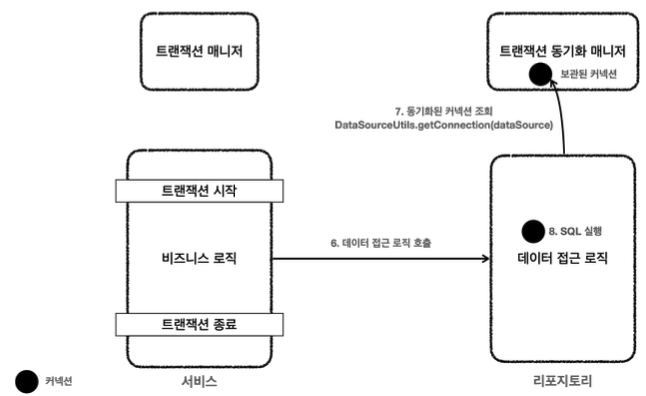 트랜잭션 매니저
트랜잭션 동기화 매니저
보관된 커넥션
7. 동기화된 커넥션 조회
DataSourceUtils.getConnection(dataSource)
트랜잭션 시작
8. SQL 실행
6. 데이터 접근 로직 호출
비즈니스 로직
데이터 접근 로직
트랜잭션 종료
커넥션
서비스
리포지토리